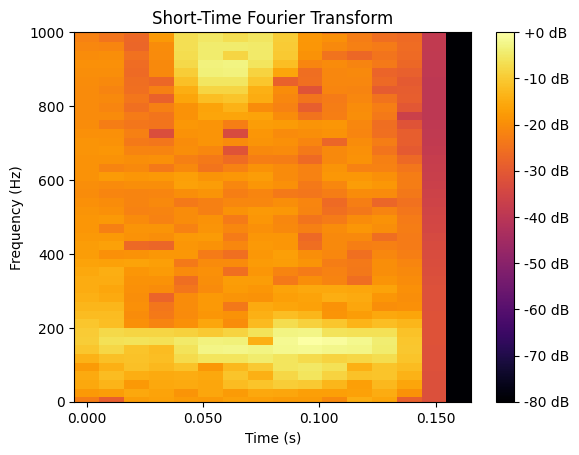 Short-Time Fourier Transform
1000
800
600
400
200
0
Frequency (Hz)
0.000
0.050
0.100
0.150
Time (s)
+0 dB
-10 dB
-20 dB
-30 dB
-40 dB
-50 dB
-60 dB
-70 dB
-80 dB